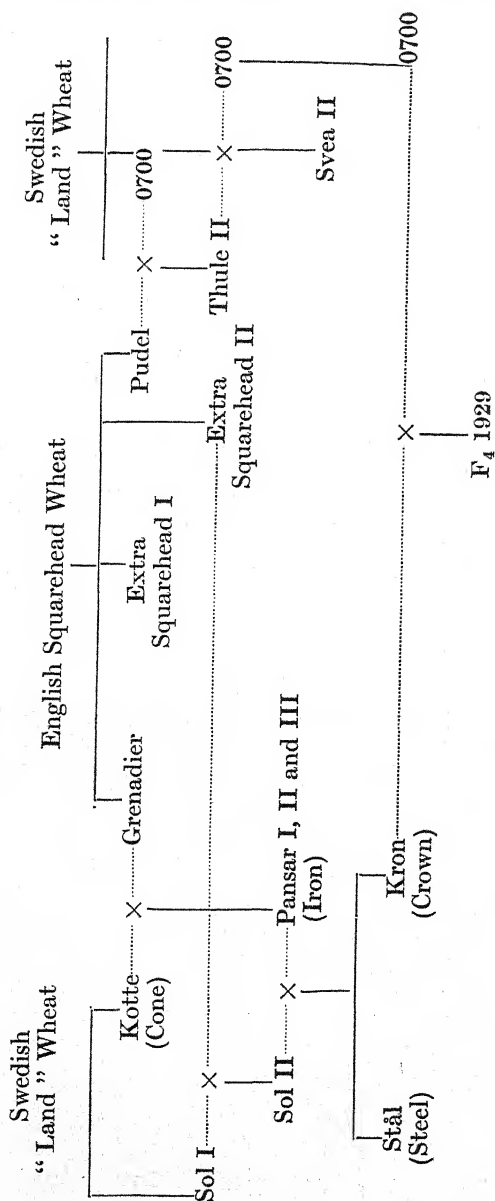 Swedish
“ Land ” Wheat
English Squarehead Wheat
Swedish
“ Land ” Wheat
Kotte
(Cone)
×
Grenadier
Extra
Squarehead I
Pudel
×
0700
Sol I
×
Extra
Squarehead II
Thule II
×
0700
Sol II
×
Pansar I, II and III
(Iron)
Svea II
Stål
(Steel)
Kron
(Crown)
×
0700
F₄ 1929